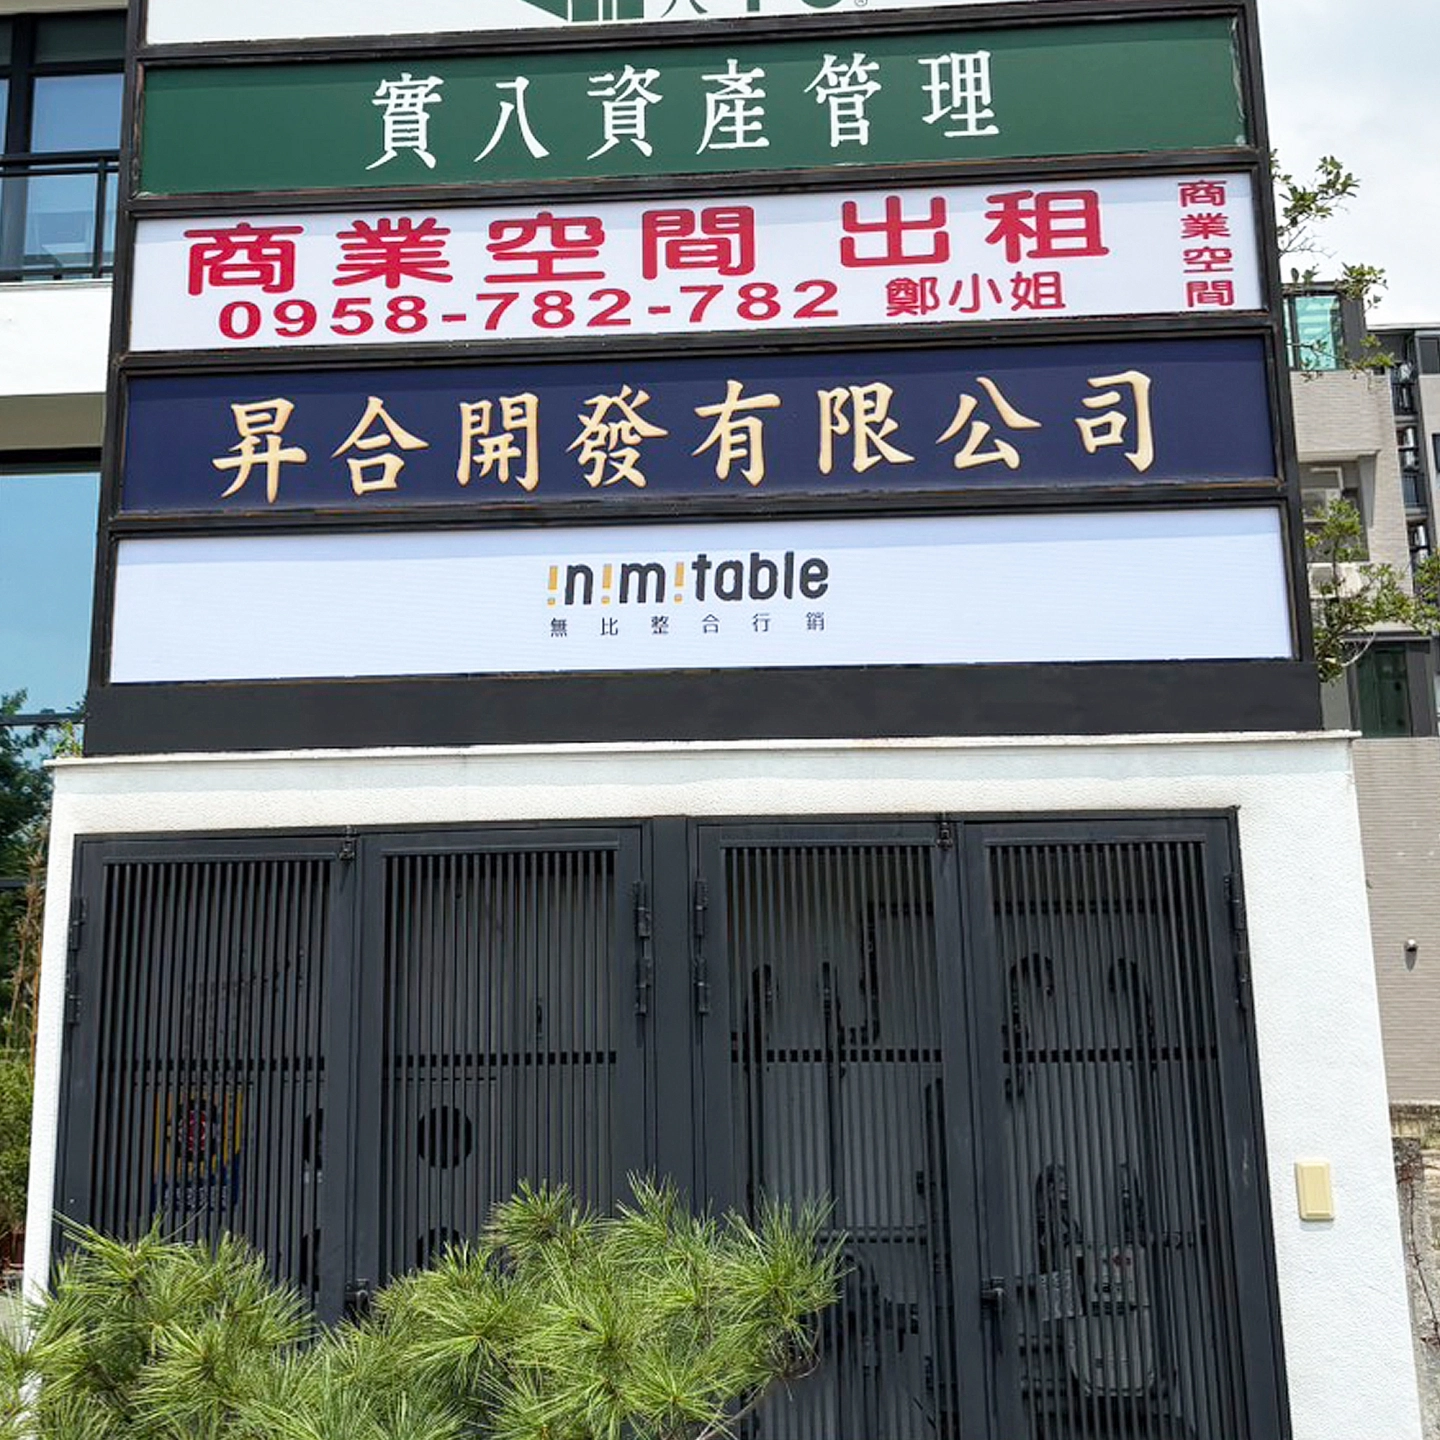 實八資產管理
商業空間 出租
0958-782-782 鄭小姐
商業空間
昇合開發有限公司
!n!m!table
無比整合行銷